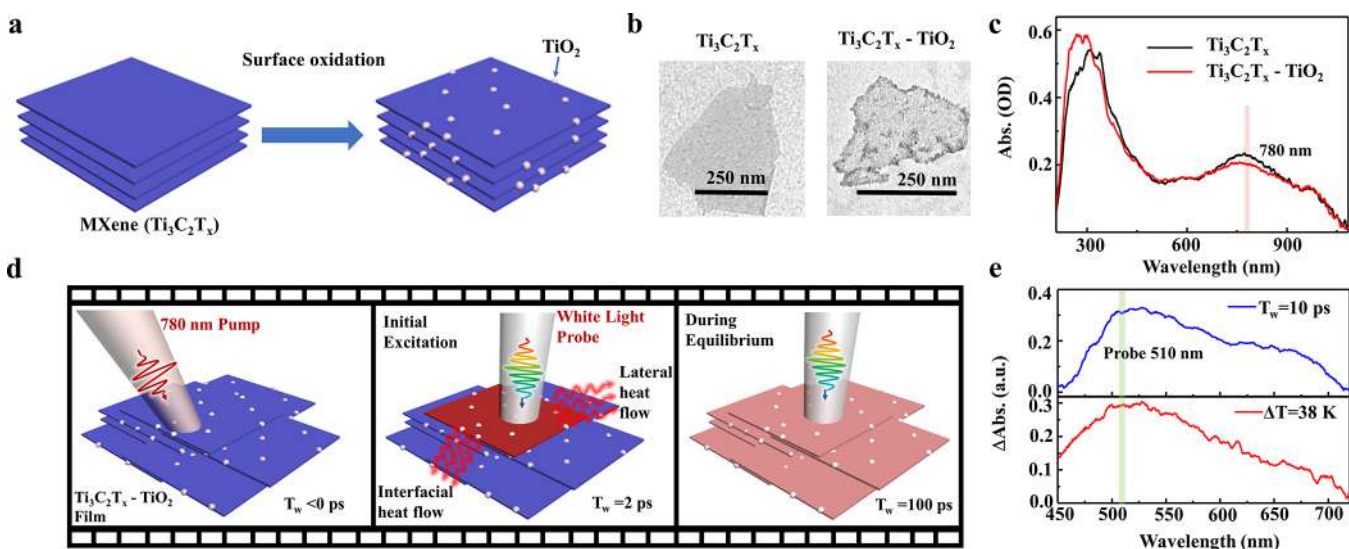 a
Surface oxidation
TiO₂
MXene (Ti₃C₂Tₓ)
b
Ti₃C₂Tₓ
Ti₃C₂Tₓ - TiO₂
250 nm
250 nm
c
Abs. (OD)
0.6
0.4
0.2
Ti₃C₂Tₓ
Ti₃C₂Tₓ - TiO₂
780 nm
300
600
900
Wavelength (nm)
d
780 nm Pump
Ti₃C₂Tₓ - TiO₂
Film
T_w <0 ps
Initial
Excitation
White Light
Probe
Lateral
heat
flow
Interfacial
heat flow
T_w =2 ps
During
Equilibrium
T_w =100 ps
e
ΔAbs. (a.u.)
0.4
0.2
0.0
T_w=10 ps
Probe 510 nm
0.3
0.2
0.1
0.0
ΔT=38 K
450
500
550
600
650
700
Wavelength (nm)